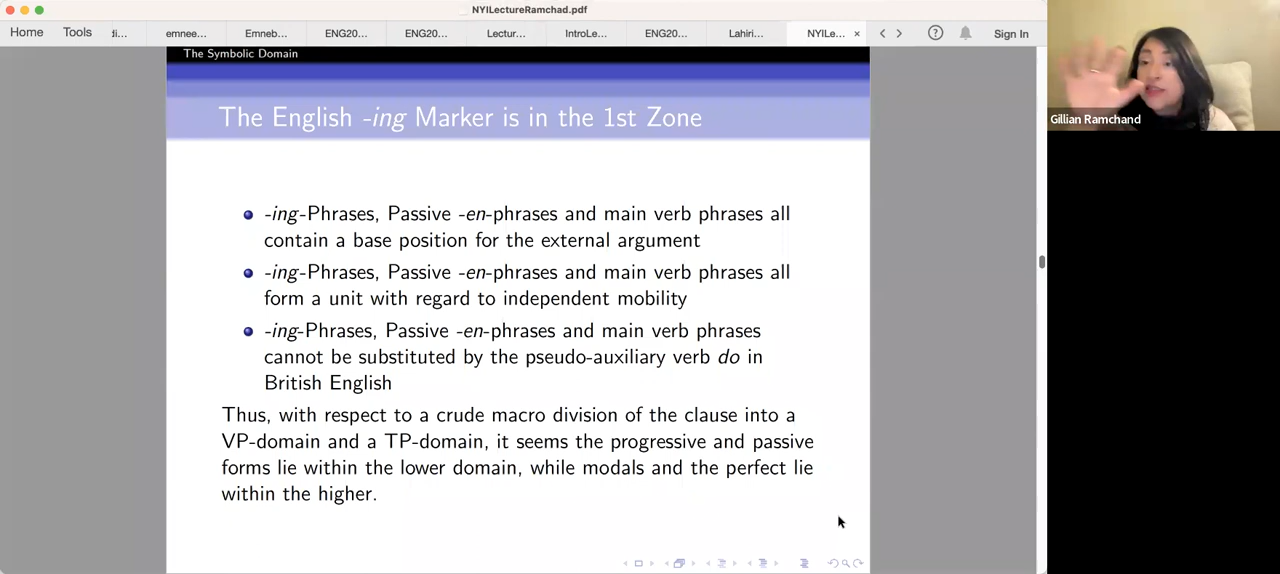 NYILectureRamchad.pdf
Home Tools di... emnee... Emneb... ENG20... ENG20... Lectur... IntroLe... ENG20... Lahiri... NYILe... × ? Sign In
The Symbolic Domain
The English -ing Marker is in the 1st Zone
Gillian Ramchand
-ing-Phrases, Passive -en-phrases and main verb phrases all
contain a base position for the external argument
-ing-Phrases, Passive -en-phrases and main verb phrases all
form a unit with regard to independent mobility
-ing-Phrases, Passive -en-phrases and main verb phrases
cannot be substituted by the pseudo-auxiliary verb do in
British English
Thus, with respect to a crude macro division of the clause into a
VP-domain and a TP-domain, it seems the progressive and passive
forms lie within the lower domain, while modals and the perfect lie
within the higher.